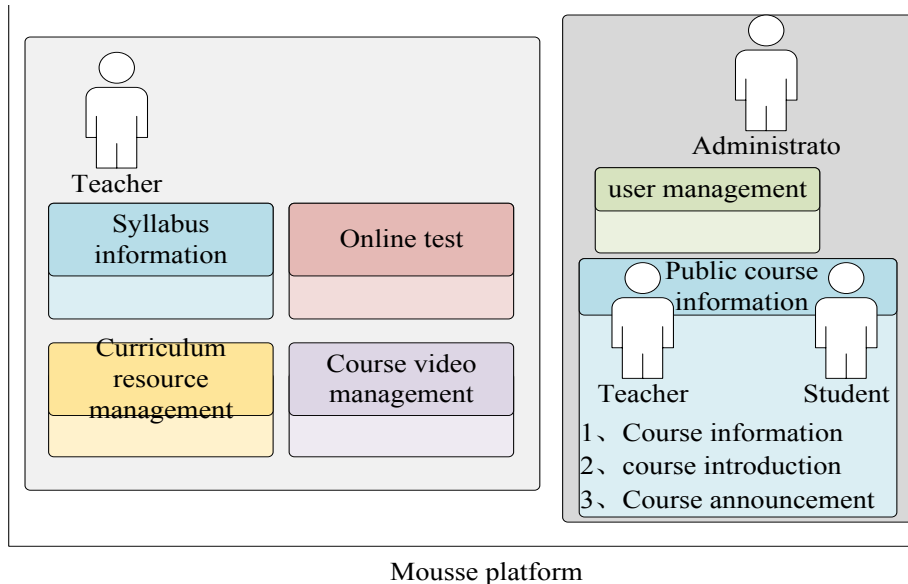 Teacher
Syllabus
information
Online test
Curriculum
resource
management
Course video
management
Administrato
user management
Public course
information
Teacher
Student
1、Course information
2、course introduction
3、Course announcement
Mousse platform